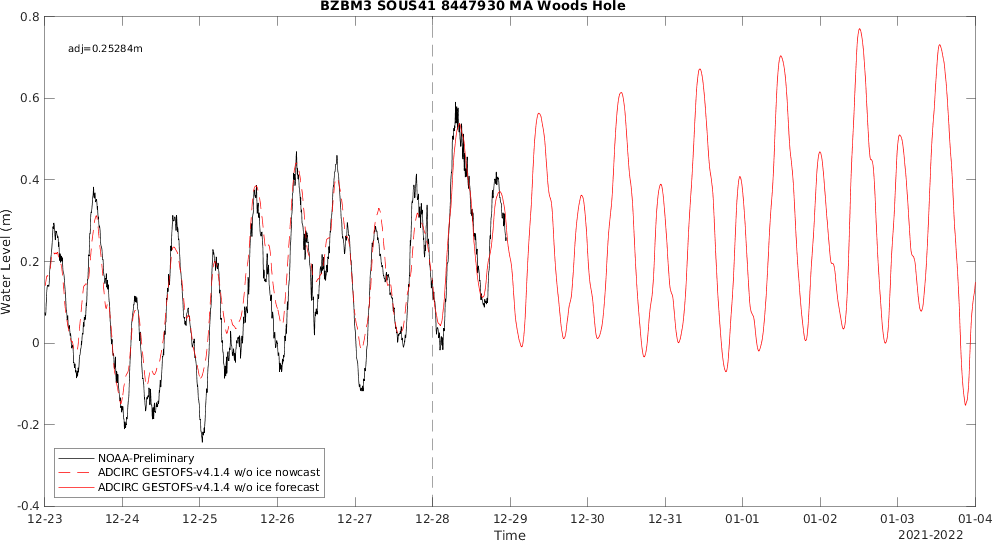 BZBM3 SOUS41 8447930 MA Woods Hole
adj=0.25284m
0.8
0.6
0.4
0.2
0
-0.2
-0.4
Water Level (m)
NOAA-Preliminary
ADCIRC GESTOFS-v4.1.4 w/o ice nowcast
ADCIRC GESTOFS-v4.1.4 w/o ice forecast
12-23 12-24 12-25 12-26 12-27 12-28 12-29 12-30 12-31 01-01 01-02 01-03 01-04
Time
2021-2022